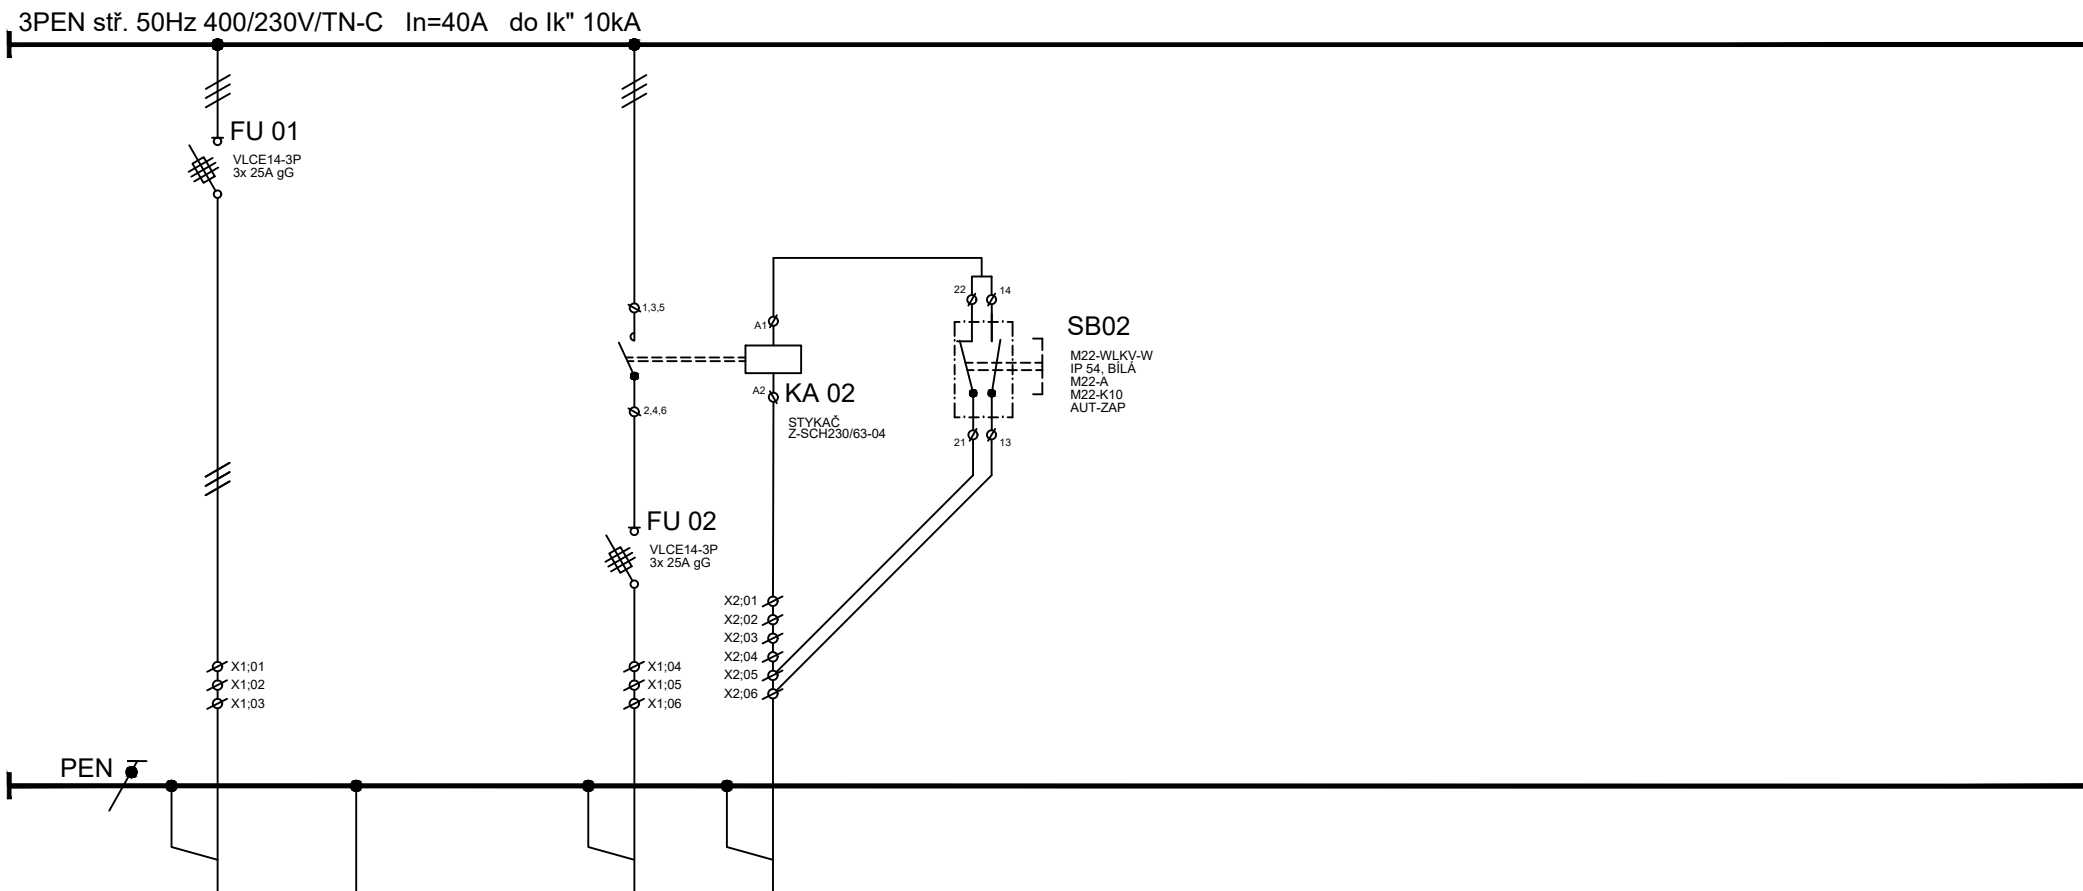 3PEN stř. 50Hz 400/230V/TN-C   In=40A   do Ik" 10kA
FU 01
VLCE14-3P
3x 25A gG
1,3,5
2,4,6
A1
A2
KA 02
STYKAČ
Z-SCH230/63-04
22
14
21
13
SB02
M22-WLKV-W
IP 54, BÍLÁ
M22-A
M22-K10
AUT-ZAP
FU 02
VLCE14-3P
3x 25A gG
X1;01
X1;02
X1;03
X1;04
X1;05
X1;06
X2;01
X2;02
X2;03
X2;04
X2;05
X2;06
PEN